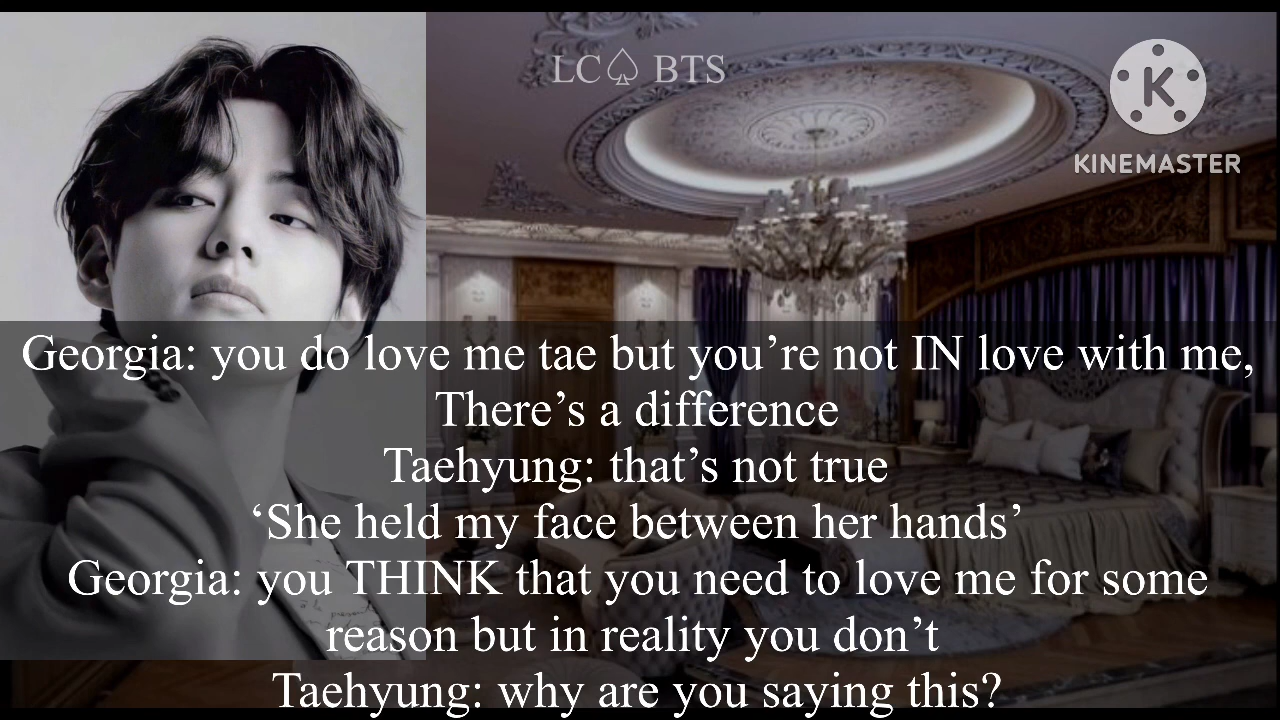 LC♤ BTS
K
KINEMASTER
Georgia: you do love me tae but you’re not IN love with me,
There’s a difference
Taehyung: that’s not true
‘She held my face between her hands’
Georgia: you THINK that you need to love me for some
reason but in reality you don’t
Taehyung: why are you saying this?